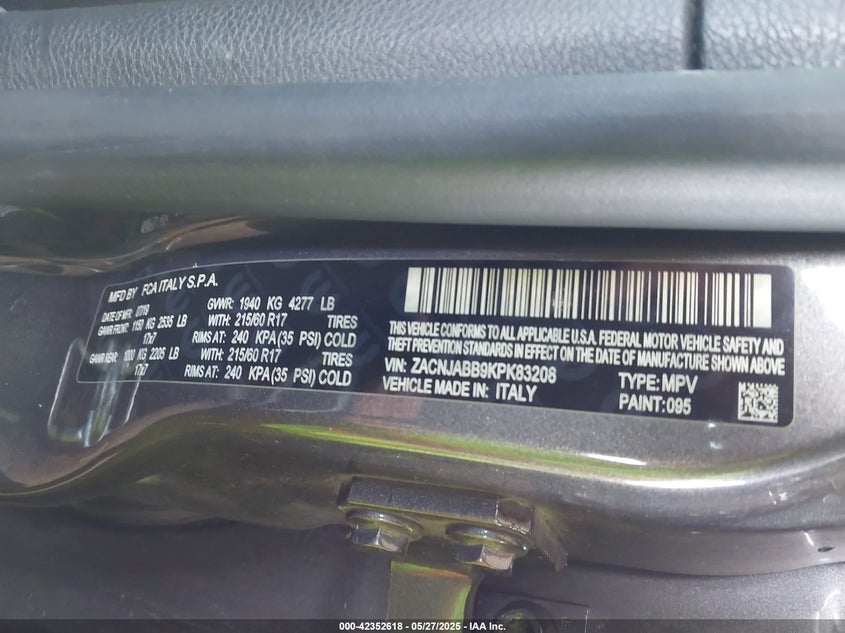 MFD BY FCA ITALY S.P.A.
DATE OF MFR: 07/19 GVWR: 1940 KG 4277 LB
GAWR FRONT: 1150 KG 2535 LB WITH: 215/60 R17 TIRES
17x7 RIMS AT: 240 KPA(35 PSI) COLD
GAWR REAR: 1000 KG 2205 LB WITH: 215/60 R17 TIRES
17x7 RIMS AT: 240 KPA(35 PSI) COLD
THIS VEHICLE CONFORMS TO ALL APPLICABLE U.S.A. FEDERAL MOTOR VEHICLE SAFETY AND
THEFT PREVENTION STANDARDS IN EFFECT ON THE DATE OF MANUFACTURE SHOWN ABOVE
VIN: ZACNJABB9KPK83208 TYPE: MPV
VEHICLE MADE IN: ITALY PAINT: 095
000-42352618 - 05/27/2025 - IAA Inc.